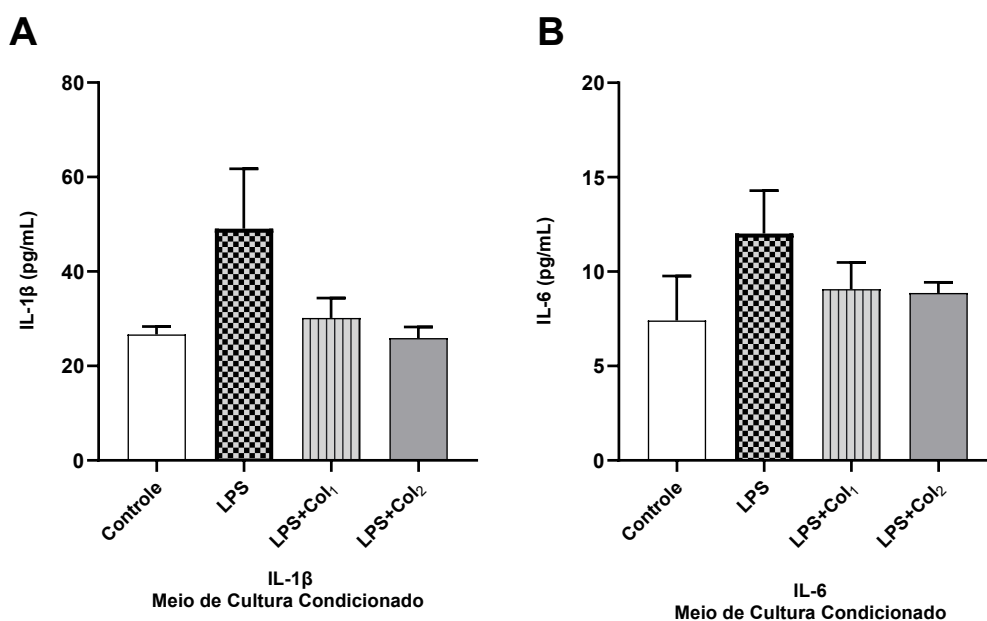 A
80
60
40
20
0
IL-1β (pg/mL)
Controle
LPS
LPS+Col₁
LPS+Col₂
IL-1β
Meio de Cultura Condicionado
B
20
15
10
5
0
IL-6 (pg/mL)
Controle
LPS
LPS+Col₁
LPS+Col₂
IL-6
Meio de Cultura Condicionado